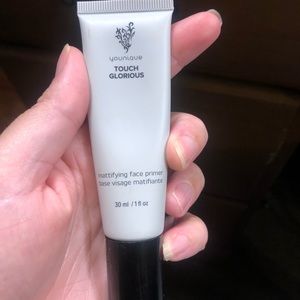 younique
TOUCH
GLORIOUS
mattifying face primer
base visage matifiante
30 ml / 1 fl oz